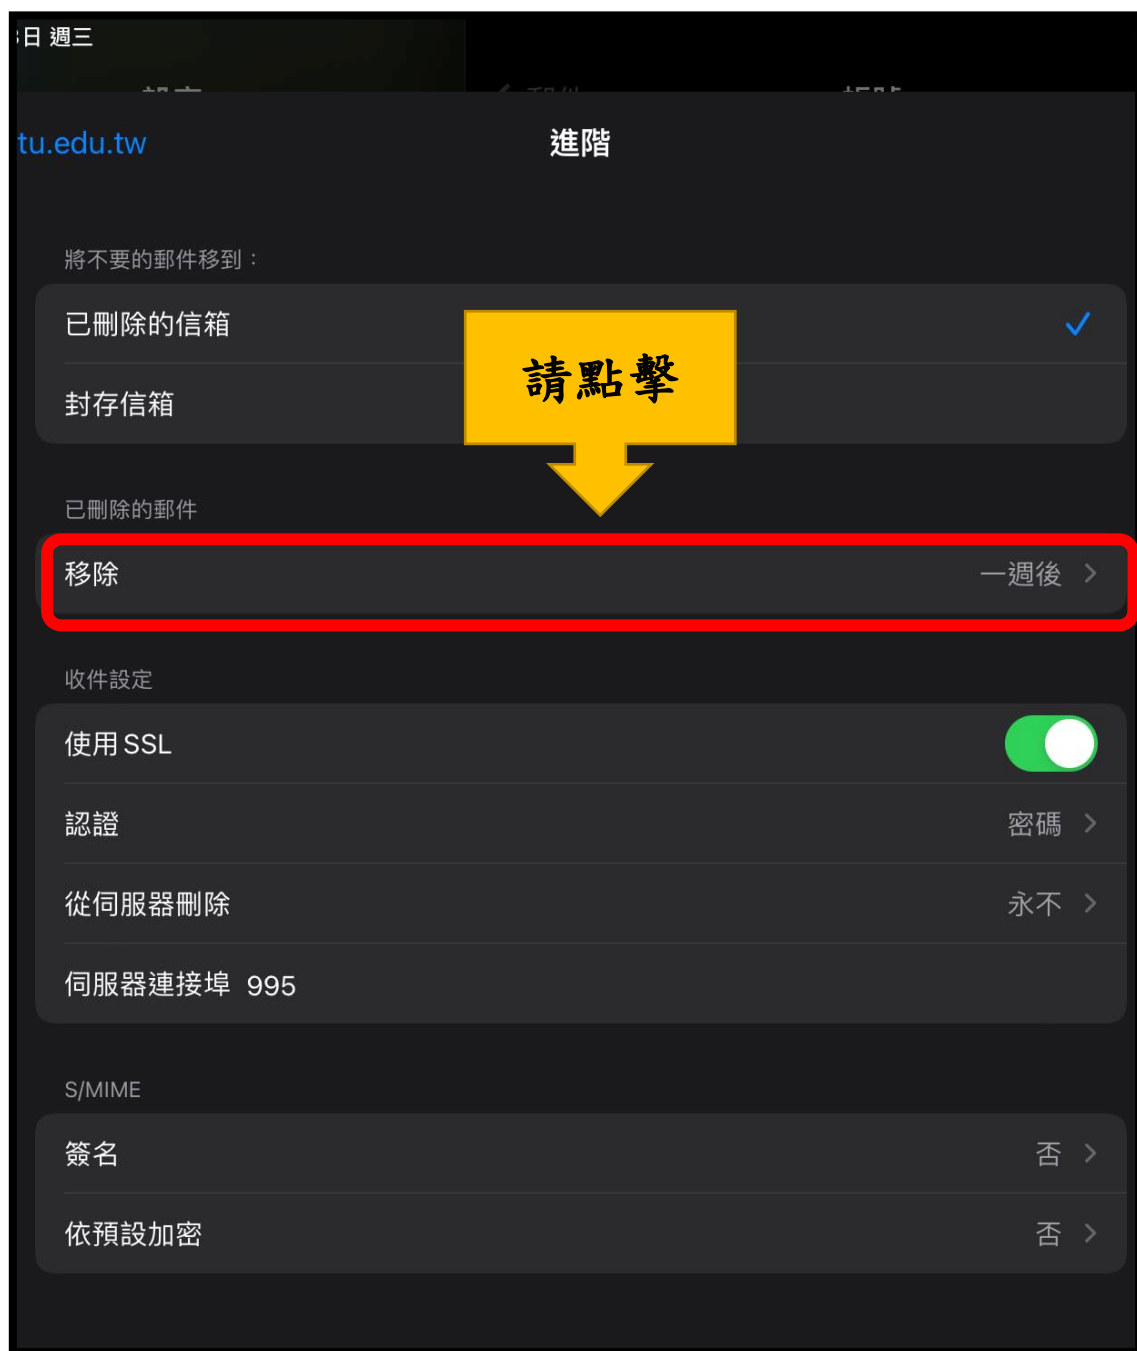 日 週三
tu.edu.tw
進階
將不要的郵件移到：
已刪除的信箱
封存信箱
請點擊
已刪除的郵件
移除 一週後
收件設定
使用 SSL
認證 密碼
從伺服器刪除 永不
伺服器連接埠 995
S/MIME
簽名 否
依預設加密 否